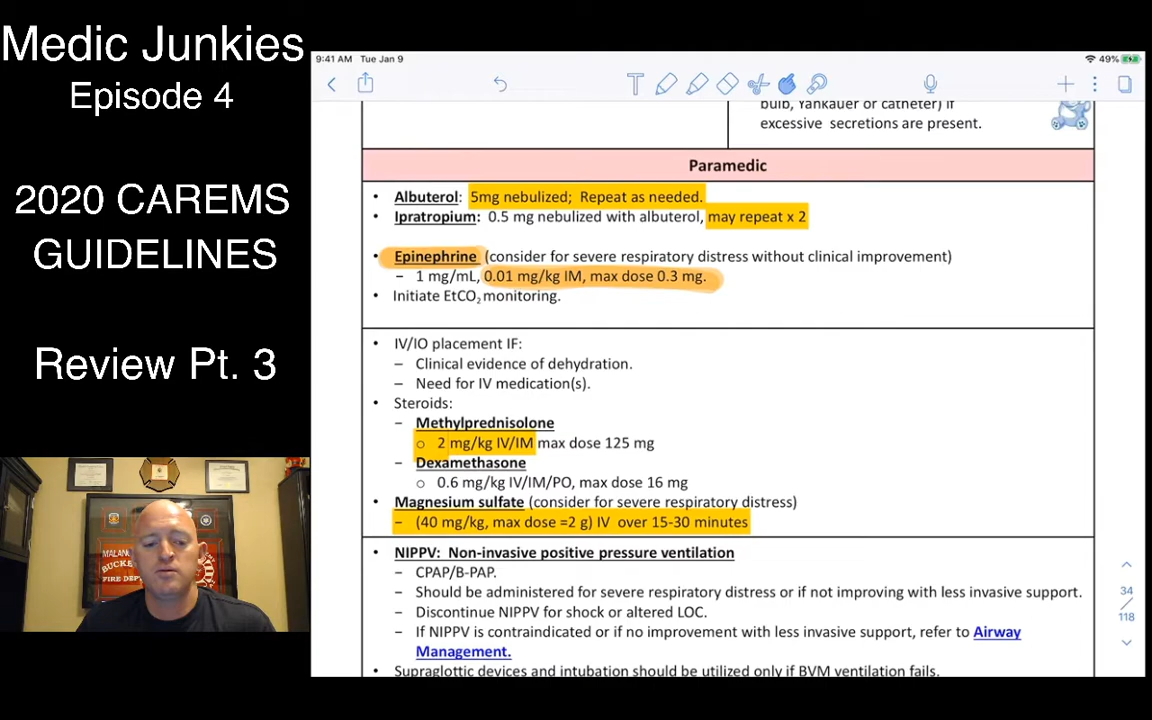 Medic Junkies
Episode 4
2020 CAREMS
GUIDELINES
Review Pt. 3
9:41 AM Tue Jan 9
49%
bulb, Yankauer or catheter) if
excessive secretions are present.
Paramedic
• Albuterol: 5mg nebulized; Repeat as needed.
• Ipratropium: 0.5 mg nebulized with albuterol, may repeat x 2
• Epinephrine (consider for severe respiratory distress without clinical improvement)
– 1 mg/mL, 0.01 mg/kg IM, max dose 0.3 mg.
• Initiate EtCO2 monitoring.
• IV/IO placement IF:
– Clinical evidence of dehydration.
– Need for IV medication(s).
• Steroids:
– Methylprednisolone
o 2 mg/kg IV/IM max dose 125 mg
– Dexamethasone
o 0.6 mg/kg IV/IM/PO, max dose 16 mg
• Magnesium sulfate (consider for severe respiratory distress)
– (40 mg/kg, max dose =2 g) IV over 15-30 minutes
• NIPPV: Non-invasive positive pressure ventilation
– CPAP/B-PAP.
– Should be administered for severe respiratory distress or if not improving with less invasive support.
– Discontinue NIPPV for shock or altered LOC.
– If NIPPV is contraindicated or if no improvement with less invasive support, refer to Airway
Management.
• Supraglottic devices and intubation should be utilized only if BVM ventilation fails.
34
/
118
MALAN
BUCKE
FIRE DEP